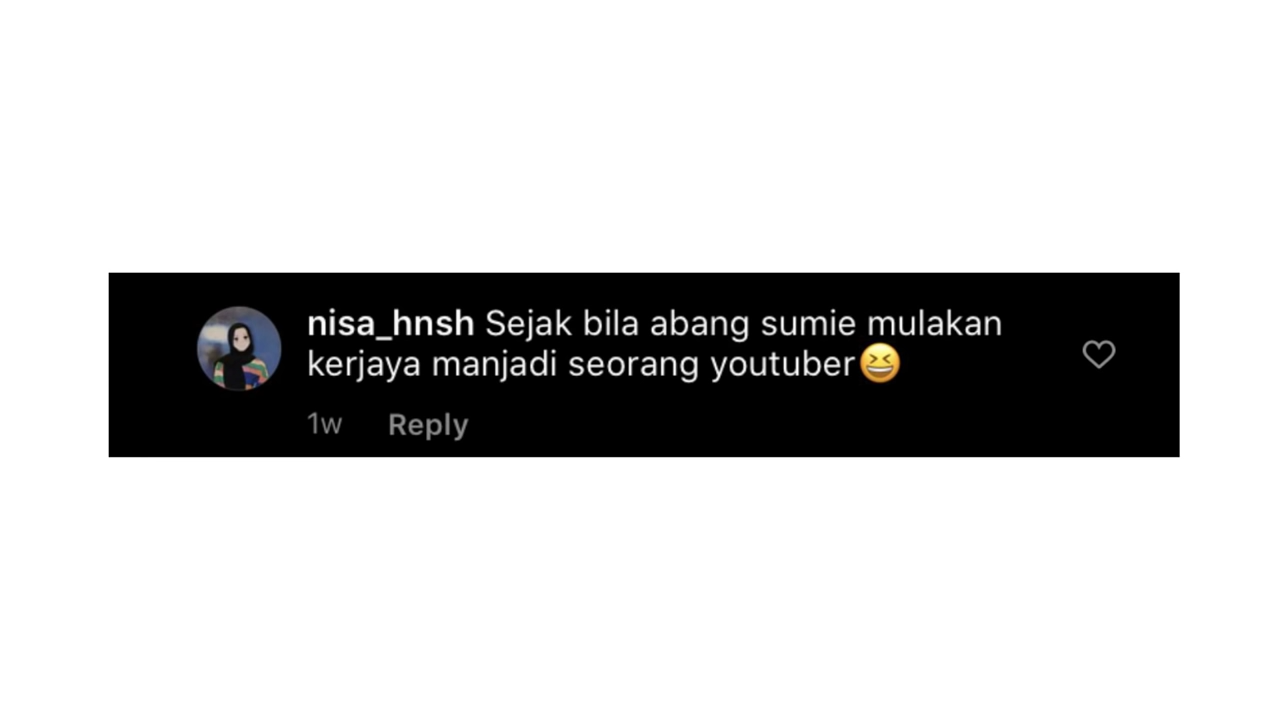 nisa_hnsh Sejak bila abang sumie mulakan
kerjaya manjadi seorang youtuber😆
1w Reply